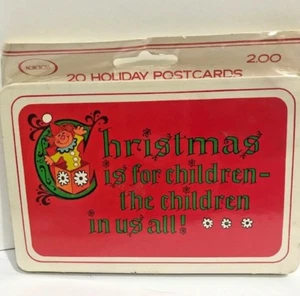 2.00
20 HOLIDAY POSTCARDS
Christmas
is for children-
the children
in us all!